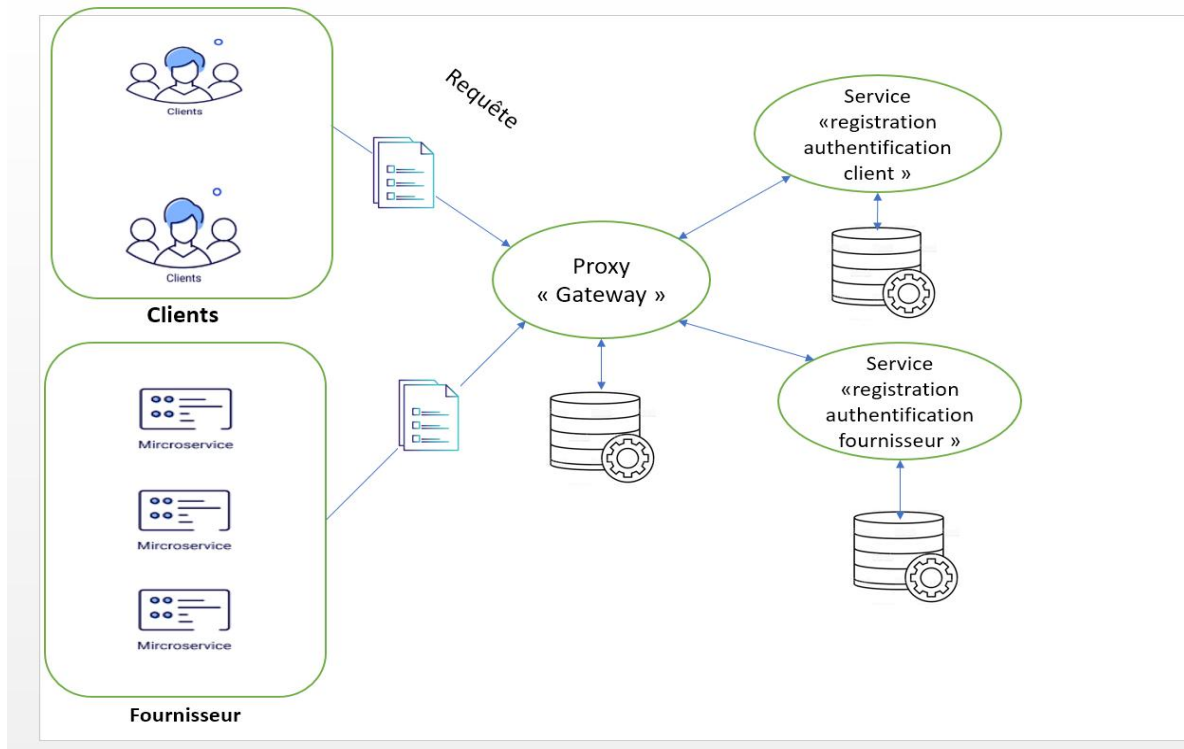 Clients
Clients
Clients
Requête
Service
«registration
authentification
client »
Proxy
« Gateway »
Service
«registration
authentification
fournisseur »
Mircroservice
Mircroservice
Mircroservice
Fournisseur